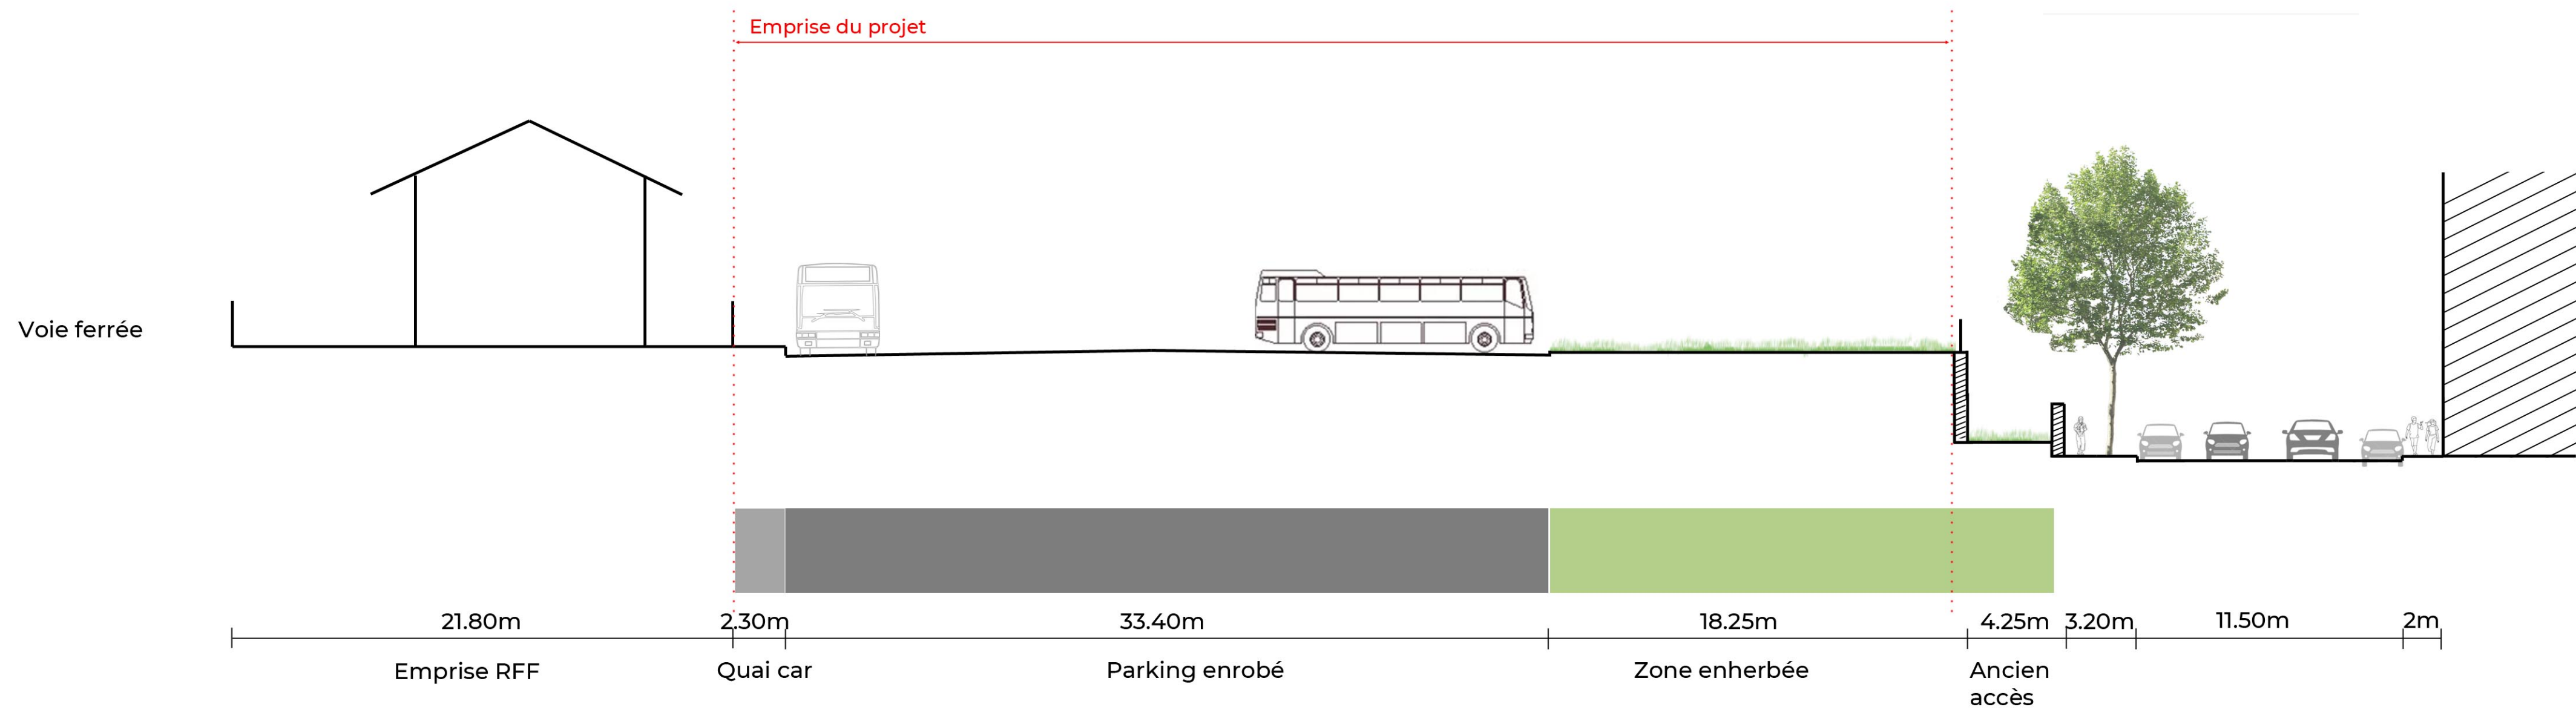 Emprise du projet
Voie ferrée
21.80m
2.30m
33.40m
18.25m
4.25m
3.20m
11.50m
2m
Emprise RFF
Quai car
Parking enrobé
Zone enherbée
Ancien
accès